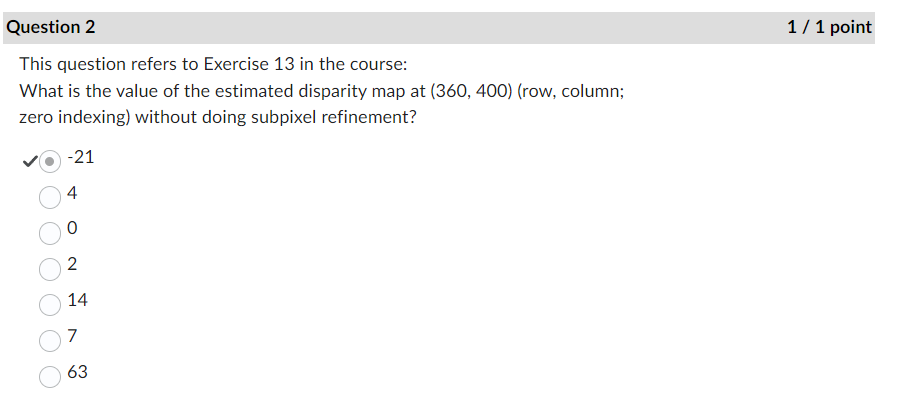 Question 2
1 / 1 point
This question refers to Exercise 13 in the course:
What is the value of the estimated disparity map at (360, 400) (row, column;
zero indexing) without doing subpixel refinement?
-21
4
0
2
14
7
63